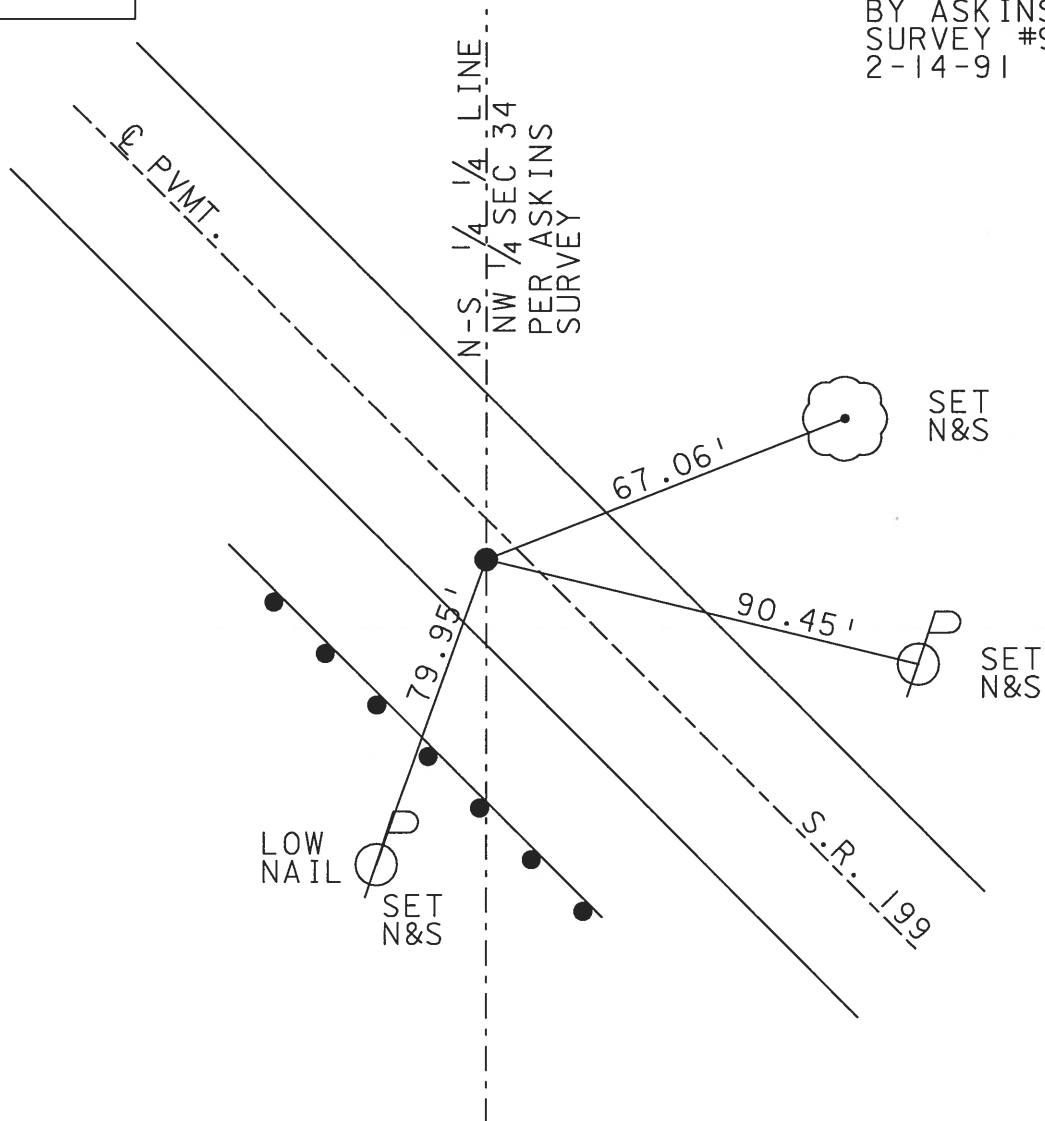 BY ASKINS
SURVEY #9
2-14-91
N-S 1/4 1/4 LINE
NW 1/4 SEC 34
PER ASKINS
SURVEY
℄ PVMT.
SET
N&S
67.06'
90.45'
SET
N&S
79.95'
LOW
NAIL
SET
N&S
S.R. 199